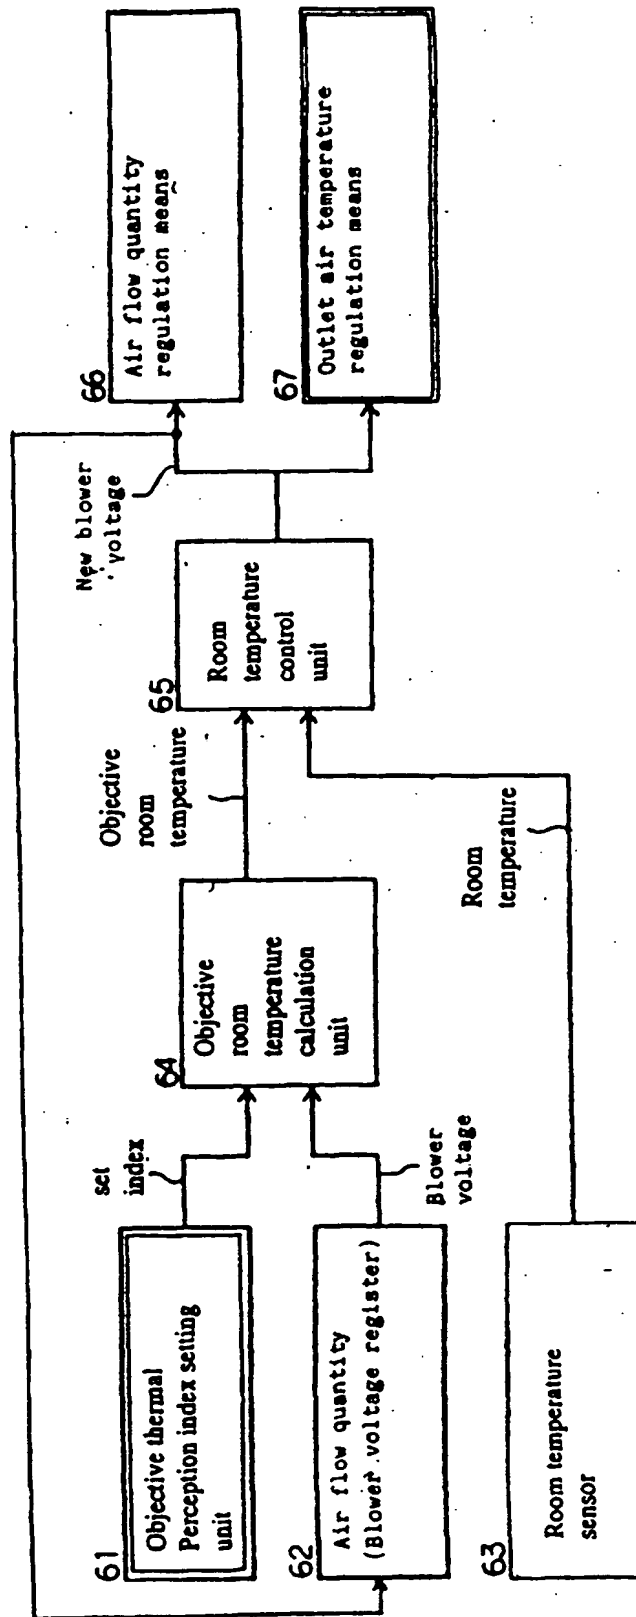 61
Objective thermal
Perception index setting
unit
62
Air flow quantity
(Blower voltage register)
63
Room temperature
sensor
set
index
Blower
voltage
64
Objective
room
temperature
calculation
unit
Objective
room
temperature
Room
temperature
65
Room
temperature
control
unit
New blower
voltage
66
Air flow quantity
regulation means
67
Outlet air temperature
regulation means